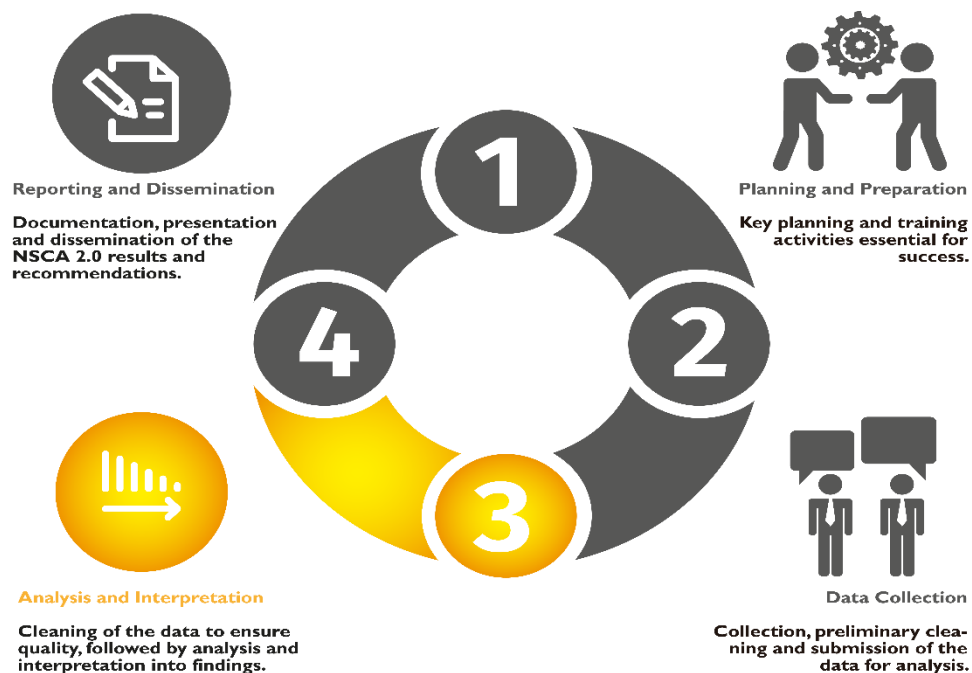 1
Planning and Preparation
Key planning and training
activities essential for
success.
2
Data Collection
Collection, preliminary clea-
ning and submission of the
data for analysis.
3
Analysis and Interpretation
Cleaning of the data to ensure
quality, followed by analysis and
interpretation into findings.
4
Reporting and Dissemination
Documentation, presentation
and dissemination of the
NSCA 2.0 results and
recommendations.